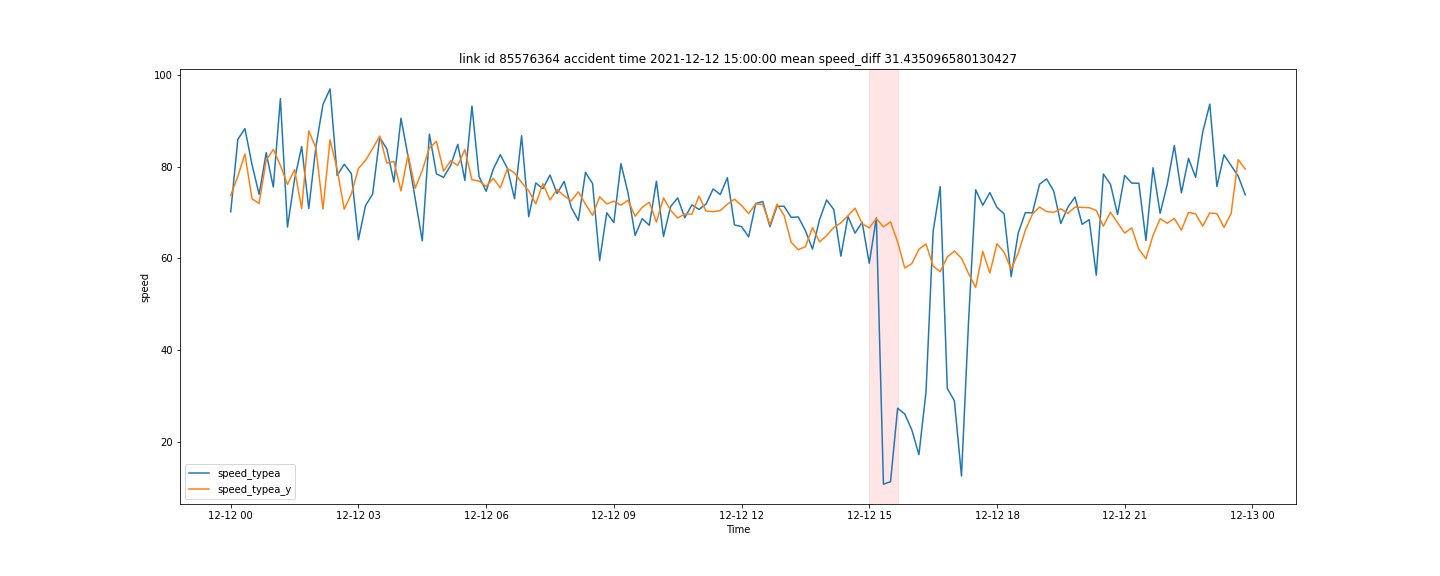 link id 85576364 accident time 2021-12-12 15:00:00 mean speed_diff 31.435096580130427
100
80
60
40
20
speed
speed_typea
speed_typea_y
12-12 00
12-12 03
12-12 06
12-12 09
12-12 12
12-12 15
12-12 18
12-12 21
12-13 00
Time